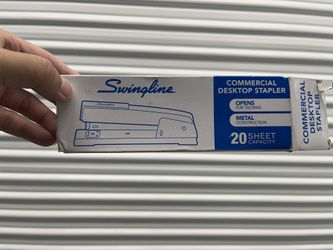 Swingline
COMMERCIAL
DESKTOP STAPLER
OPENS
FOR TACKING
METAL
CONSTRUCTION
20 SHEET
CAPACITY
COMMERCIAL
DESKTOP
STAPLER